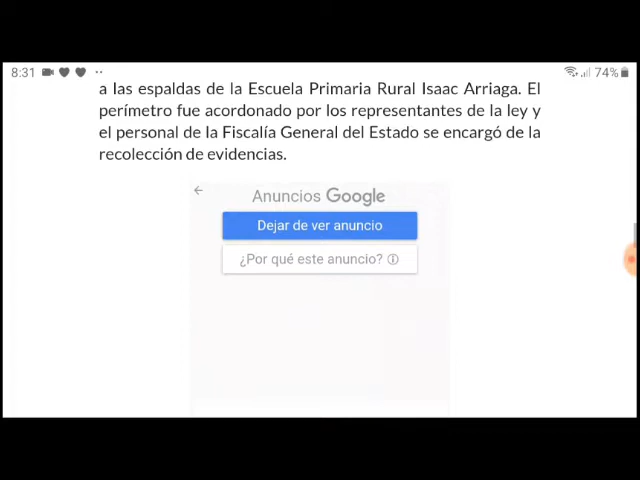 8:31
74%
a las espaldas de la Escuela Primaria Rural Isaac Arriaga. El
perímetro fue acordonado por los representantes de la ley y
el personal de la Fiscalía General del Estado se encargó de la
recolección de evidencias.
Anuncios Google
Dejar de ver anuncio
¿Por qué este anuncio?